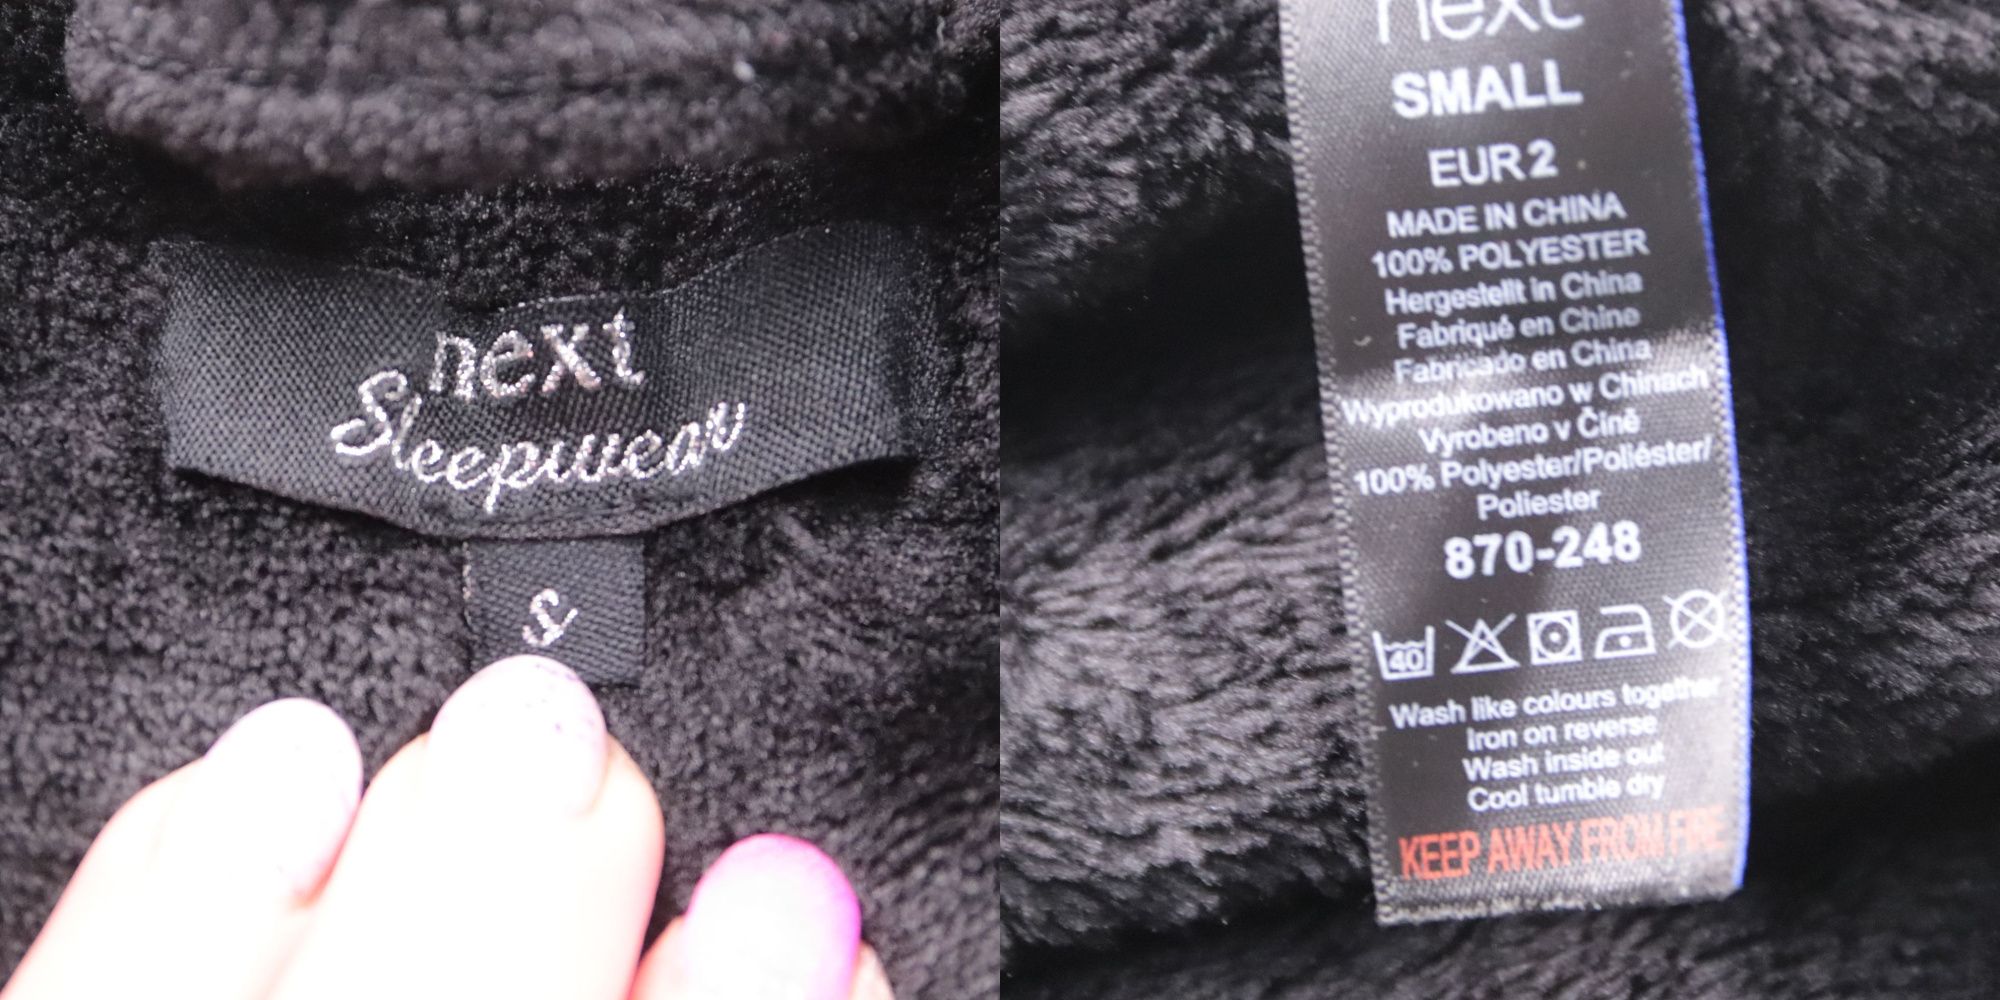 next
Sleepwear
S
next
SMALL
EUR 2
MADE IN CHINA
100% POLYESTER
Hergestellt in China
Fabriqué en Chine
Fabricado en China
Wyprodukowano w Chinach
Vyrobeno v Čině
100% Polyester/Poliéster/
Poliester
870-248
40
Wash like colours together
Iron on reverse
Wash inside out
Cool tumble dry
KEEP AWAY FROM FIRE